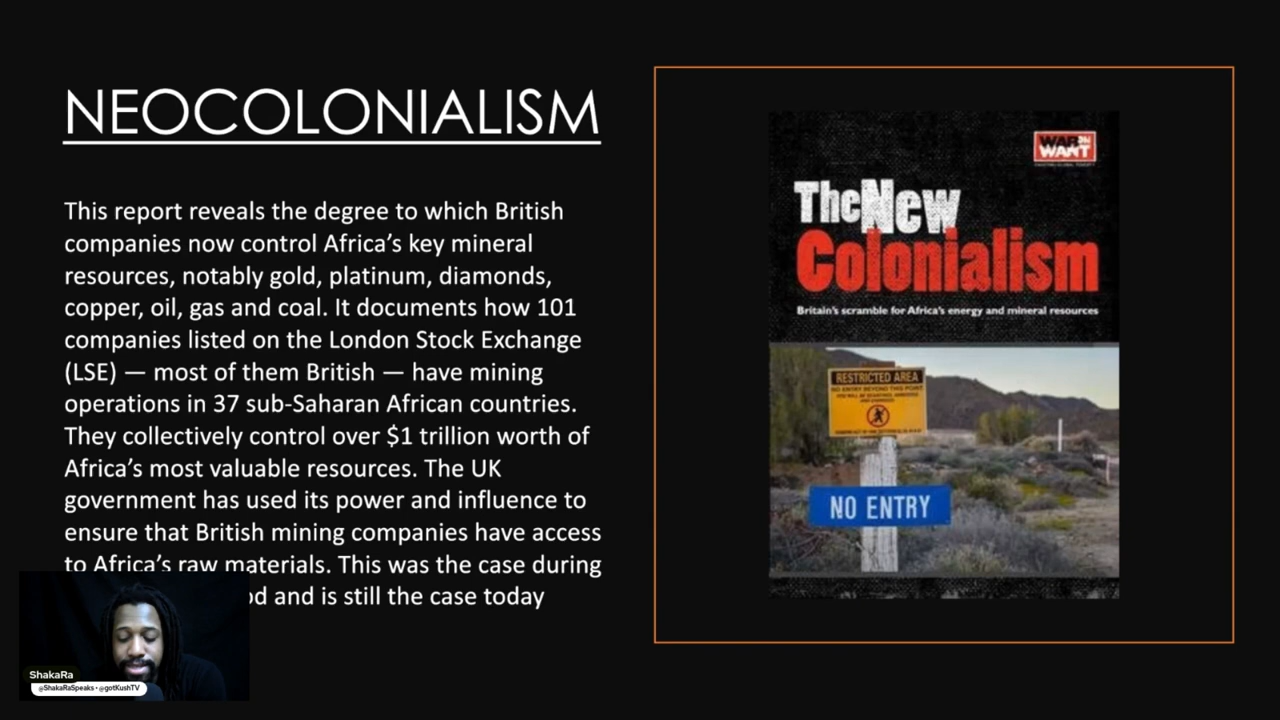 NEOCOLONIALISM
This report reveals the degree to which British
companies now control Africa’s key mineral
resources, notably gold, platinum, diamonds,
copper, oil, gas and coal. It documents how 101
companies listed on the London Stock Exchange
(LSE) — most of them British — have mining
operations in 37 sub-Saharan African countries.
They collectively control over $1 trillion worth of
Africa’s most valuable resources. The UK
government has used its power and influence to
ensure that British mining companies have access
to Africa’s raw materials. This was the case during
and is still the case today
WAR ON
WANT
The New
Colonialism
Britain's scramble for Africa's energy and mineral resources
RESTRICTED AREA
NO ENTRY BEYOND THIS POINT
NO ENTRY
ShakaRa
@ShakaRaSpeaks • @gotKushTV